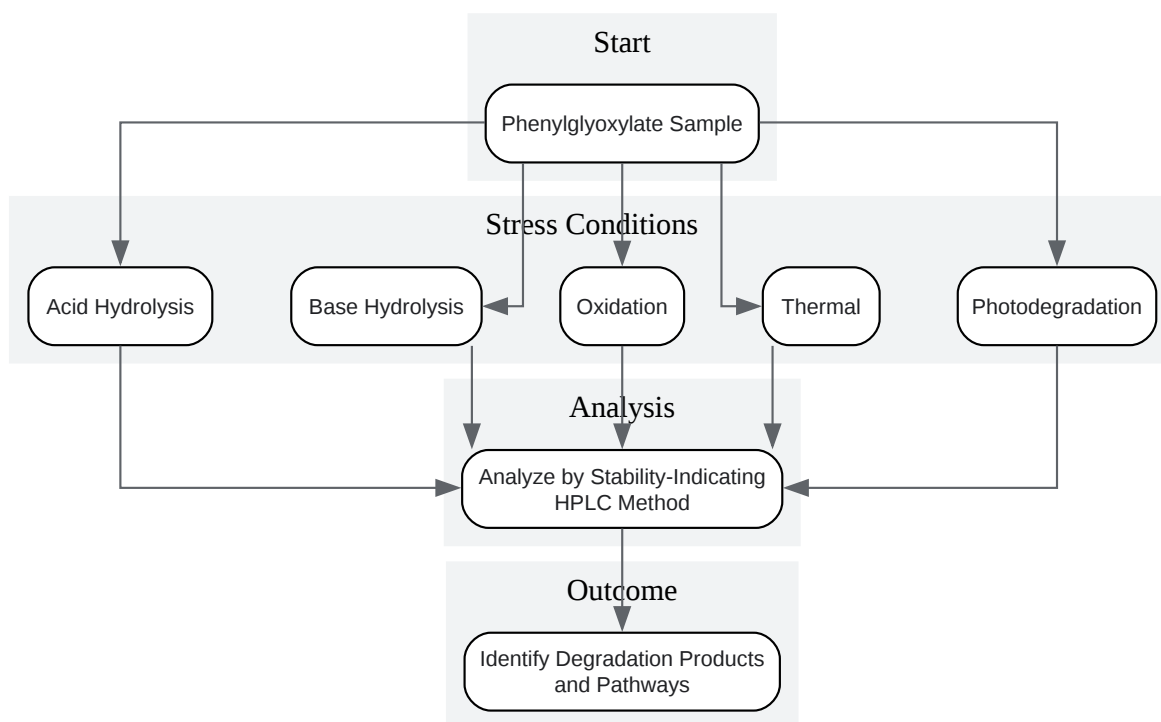 Start
Phenylglyoxylate Sample
Stress Conditions
Acid Hydrolysis
Base Hydrolysis
Oxidation
Thermal
Photodegradation
Analysis
Analyze by Stability-Indicating
HPLC Method
Outcome
Identify Degradation Products
and Pathways